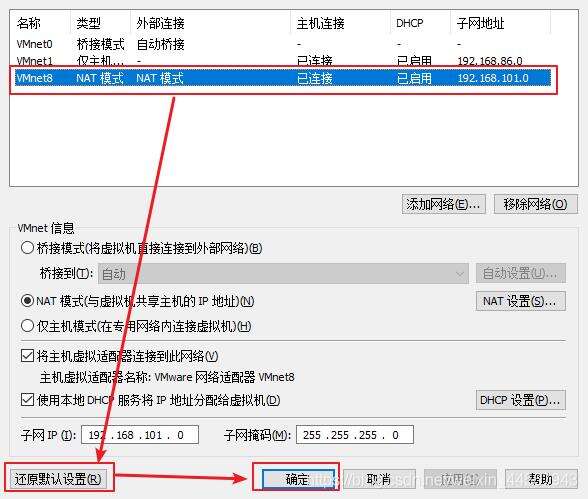 名称 类型 外部连接 主机连接 DHCP 子网地址
VMnet0 桥接模式 自动桥接 - - -
VMnet1 仅主机... - 已连接 已启用 192.168.86.0
VMnet8 NAT 模式 NAT 模式 已连接 已启用 192.168.101.0
添加网络(E)... 移除网络(O)
VMnet 信息
桥接模式(将虚拟机直接连接到外部网络)(B)
桥接到(T): 自动 自动设置(U)...
NAT 模式(与虚拟机共享主机的 IP 地址)(N) NAT 设置(S)...
仅主机模式(在专用网络内连接虚拟机)(H)
将主机虚拟适配器连接到此网络(V)
主机虚拟适配器名称: VMware 网络适配器 VMnet8
使用本地 DHCP 服务将 IP 地址分配给虚拟机(D) DHCP 设置(P)...
子网 IP (I): 192 .168 .101 . 0 子网掩码(M): 255 .255 .255 . 0
还原默认设置(R) 确定 取消 应用(A) 帮助